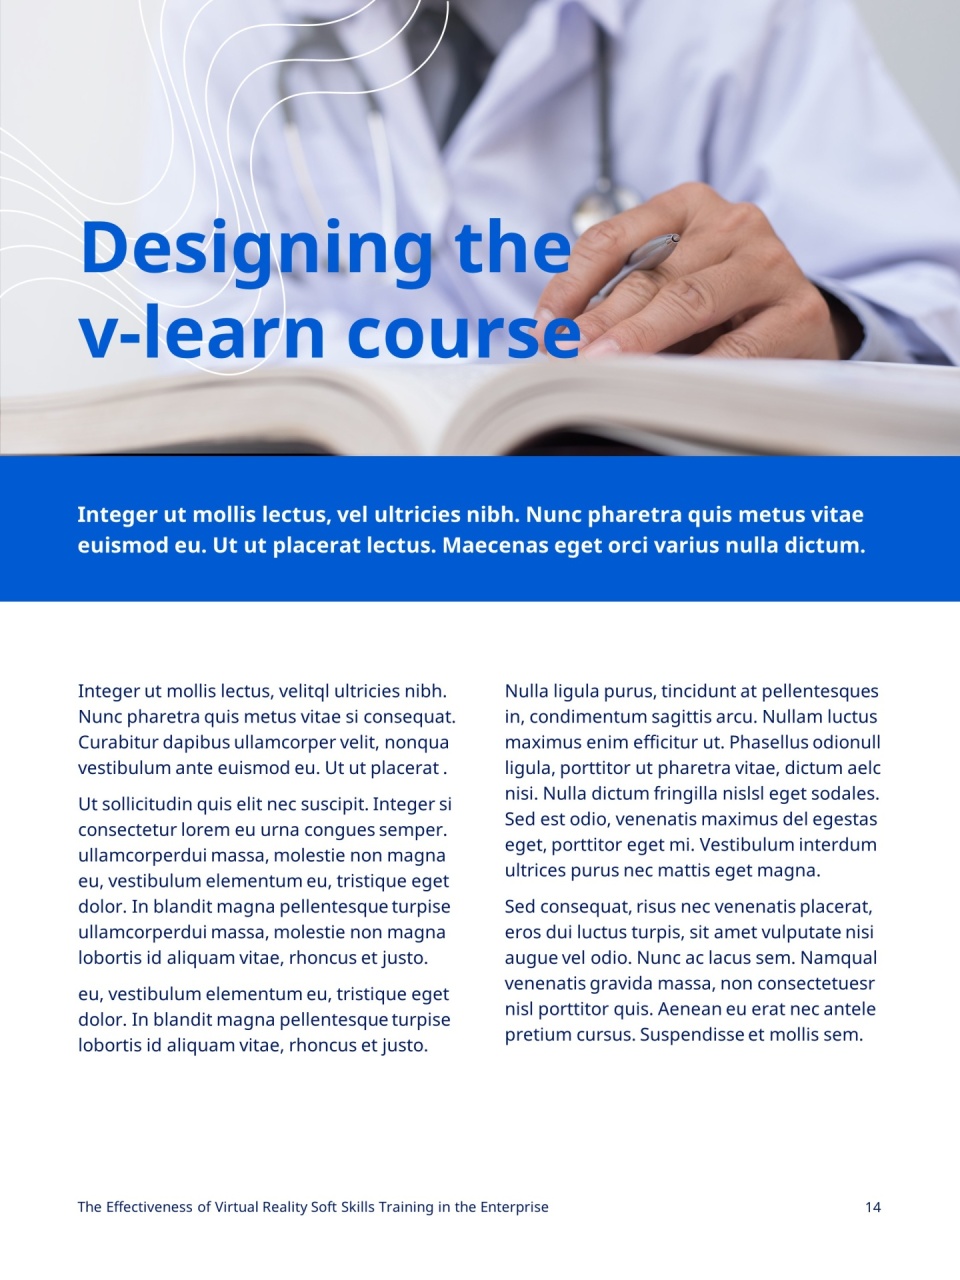 Designing the
v-learn course
Integer ut mollis lectus, vel ultricies nibh. Nunc pharetra quis metus vitae
euismod eu. Ut ut placerat lectus. Maecenas eget orci varius nulla dictum.
Integer ut mollis lectus, velitql ultricies nibh.
Nunc pharetra quis metus vitae si consequat.
Curabitur dapibus ullamcorper velit, nonqua
vestibulum ante euismod eu. Ut ut placerat .
Ut sollicitudin quis elit nec suscipit. Integer si
consectetur lorem eu urna congues semper.
ullamcorperdui massa, molestie non magna
eu, vestibulum elementum eu, tristique eget
dolor. In blandit magna pellentesque turpise
ullamcorperdui massa, molestie non magna
lobortis id aliquam vitae, rhoncus et justo.
eu, vestibulum elementum eu, tristique eget
dolor. In blandit magna pellentesque turpise
lobortis id aliquam vitae, rhoncus et justo.
Nulla ligula purus, tincidunt at pellentesques
in, condimentum sagittis arcu. Nullam luctus
maximus enim efficitur ut. Phasellus odionull
ligula, porttitor ut pharetra vitae, dictum aelc
nisi. Nulla dictum fringilla nislsl eget sodales.
Sed est odio, venenatis maximus del egestas
eget, porttitor eget mi. Vestibulum interdum
ultrices purus nec mattis eget magna.
Sed consequat, risus nec venenatis placerat,
eros dui luctus turpis, sit amet vulputate nisi
augue vel odio. Nunc ac lacus sem. Namqual
venenatis gravida massa, non consectetuesr
nisl porttitor quis. Aenean eu erat nec antele
pretium cursus. Suspendisse et mollis sem.
The Effectiveness of Virtual Reality Soft Skills Training in the Enterprise
14